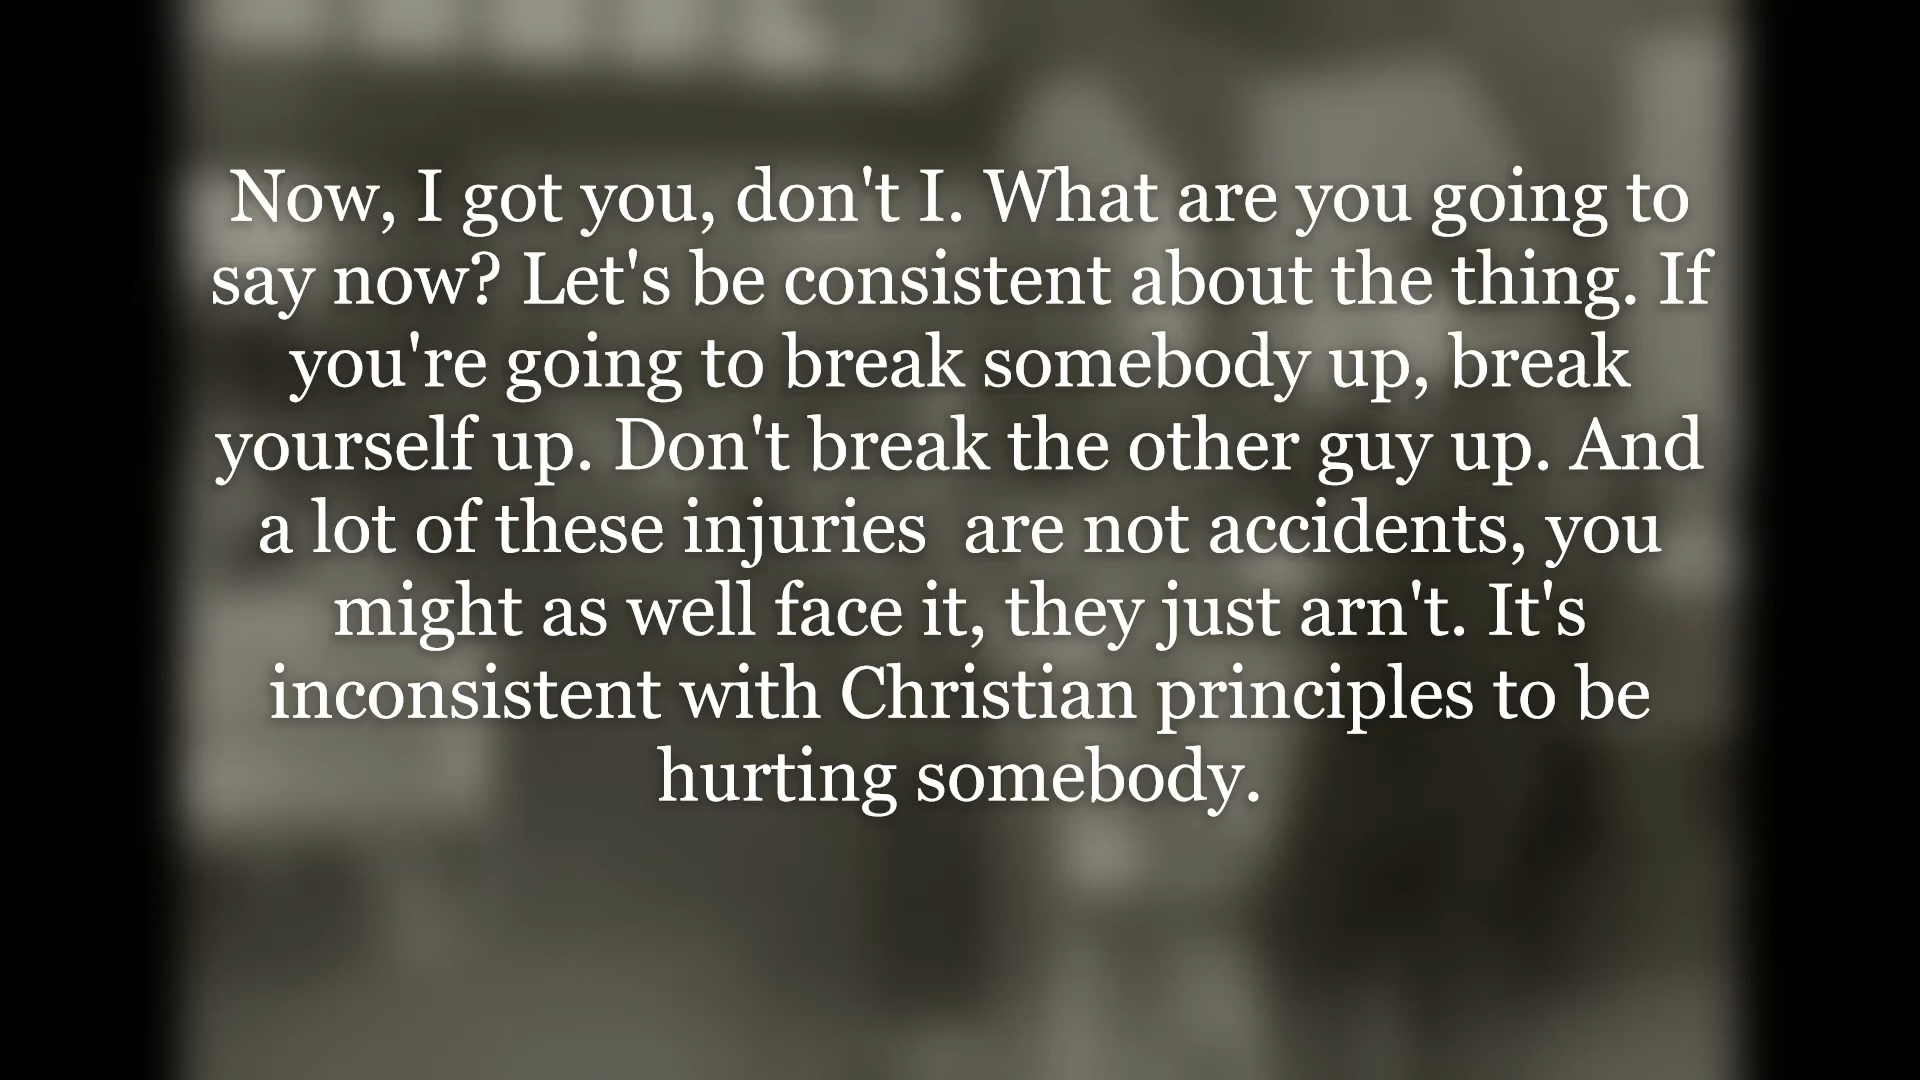 Now, I got you, don't I. What are you going to
say now? Let's be consistent about the thing. If
you're going to break somebody up, break
yourself up. Don't break the other guy up. And
a lot of these injuries  are not accidents, you
might as well face it, they just arn't. It's
inconsistent with Christian principles to be
hurting somebody.